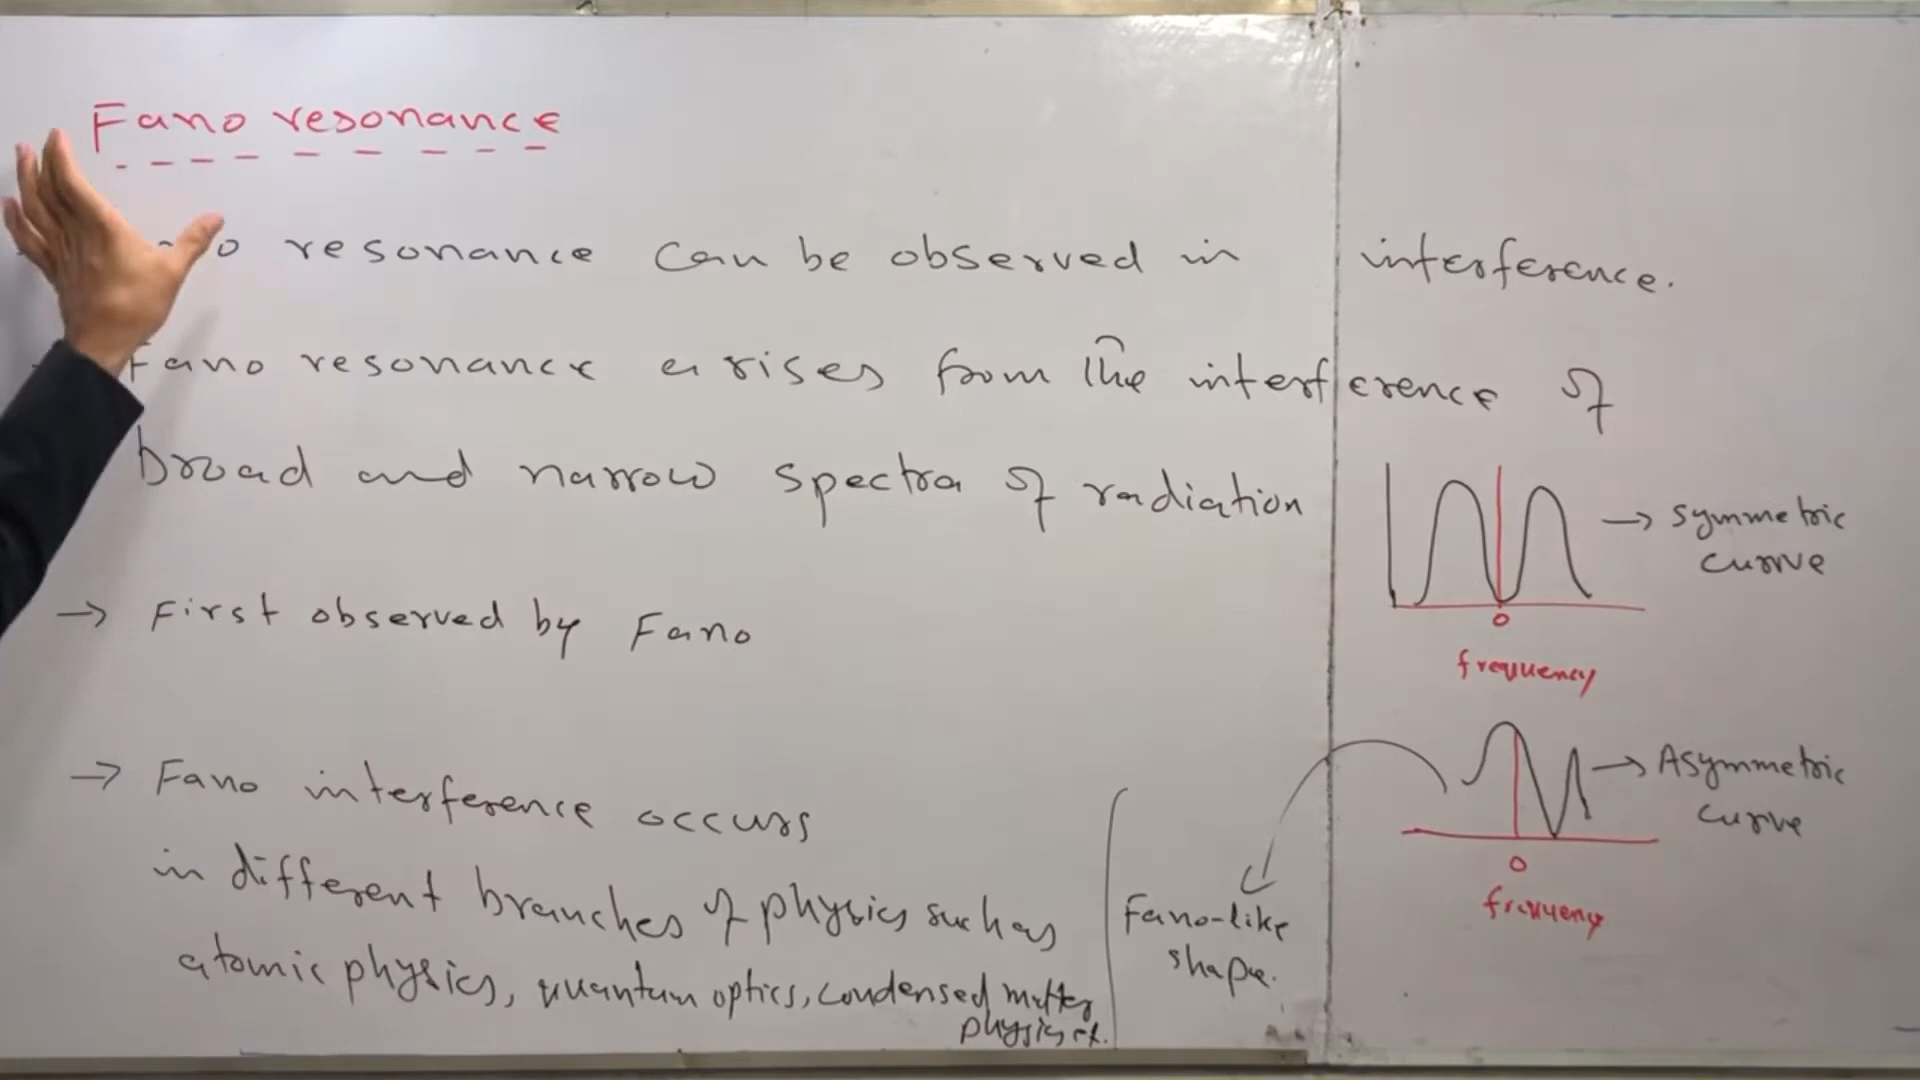 Fano resonance
resonance can be observed in interference.
Fano resonance arises from the interference of
broad and narrow spectra of radiation
→ First observed by Fano
→ Fano interference occurs
in different branches of physics such as
atomic physics, quantum optics, condensed matter
physics et.
Fano-like
shape.
→ Symmetric
curve
0
frequency
→ Asymmetric
curve
0
frequency